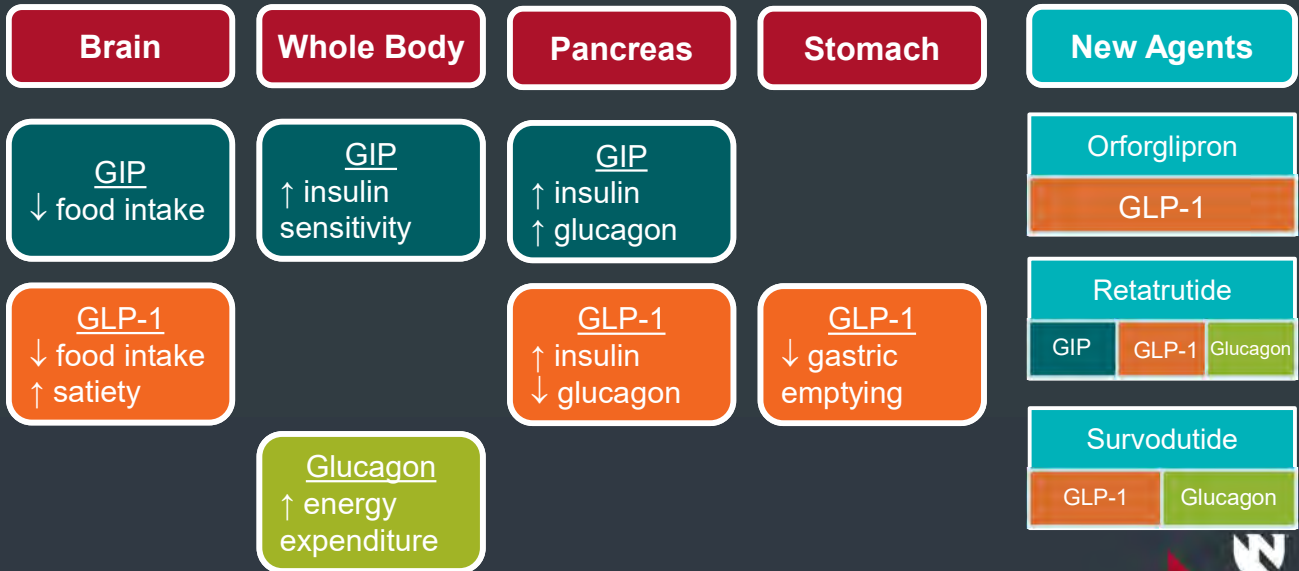 Brain
Whole Body
Pancreas
Stomach
New Agents
GIP
↓ food intake
GIP
↑ insulin
sensitivity
GIP
↑ insulin
↑ glucagon
GLP-1
↓ food intake
↑ satiety
GLP-1
↑ insulin
↓ glucagon
GLP-1
↓ gastric
emptying
Glucagon
↑ energy
expenditure
Orforglipron
GLP-1
Retatrutide
GIP
GLP-1
Glucagon
Survodutide
GLP-1
Glucagon